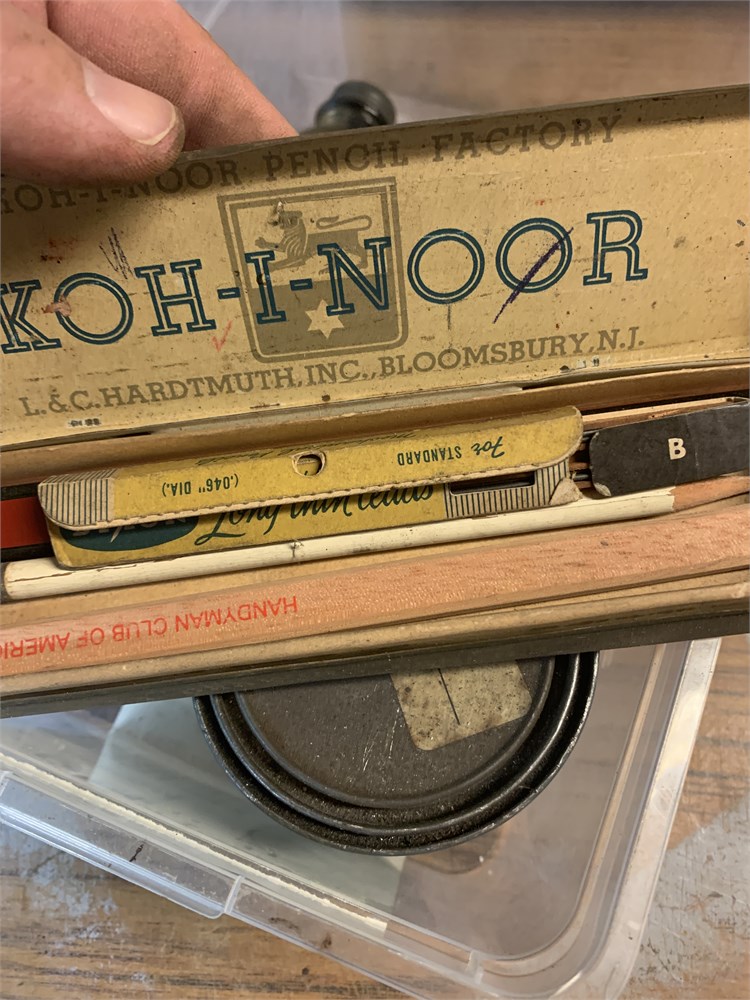 KOH-I-NOOR PENCIL FACTORY
KOH-I-NOOR
L.&C.HARDTMUTH,INC.,BLOOMSBURY,N.J.
For STANDARD
(.046" DIA.)
Long thin leads
B
HANDYMAN CLUB OF AMERIC